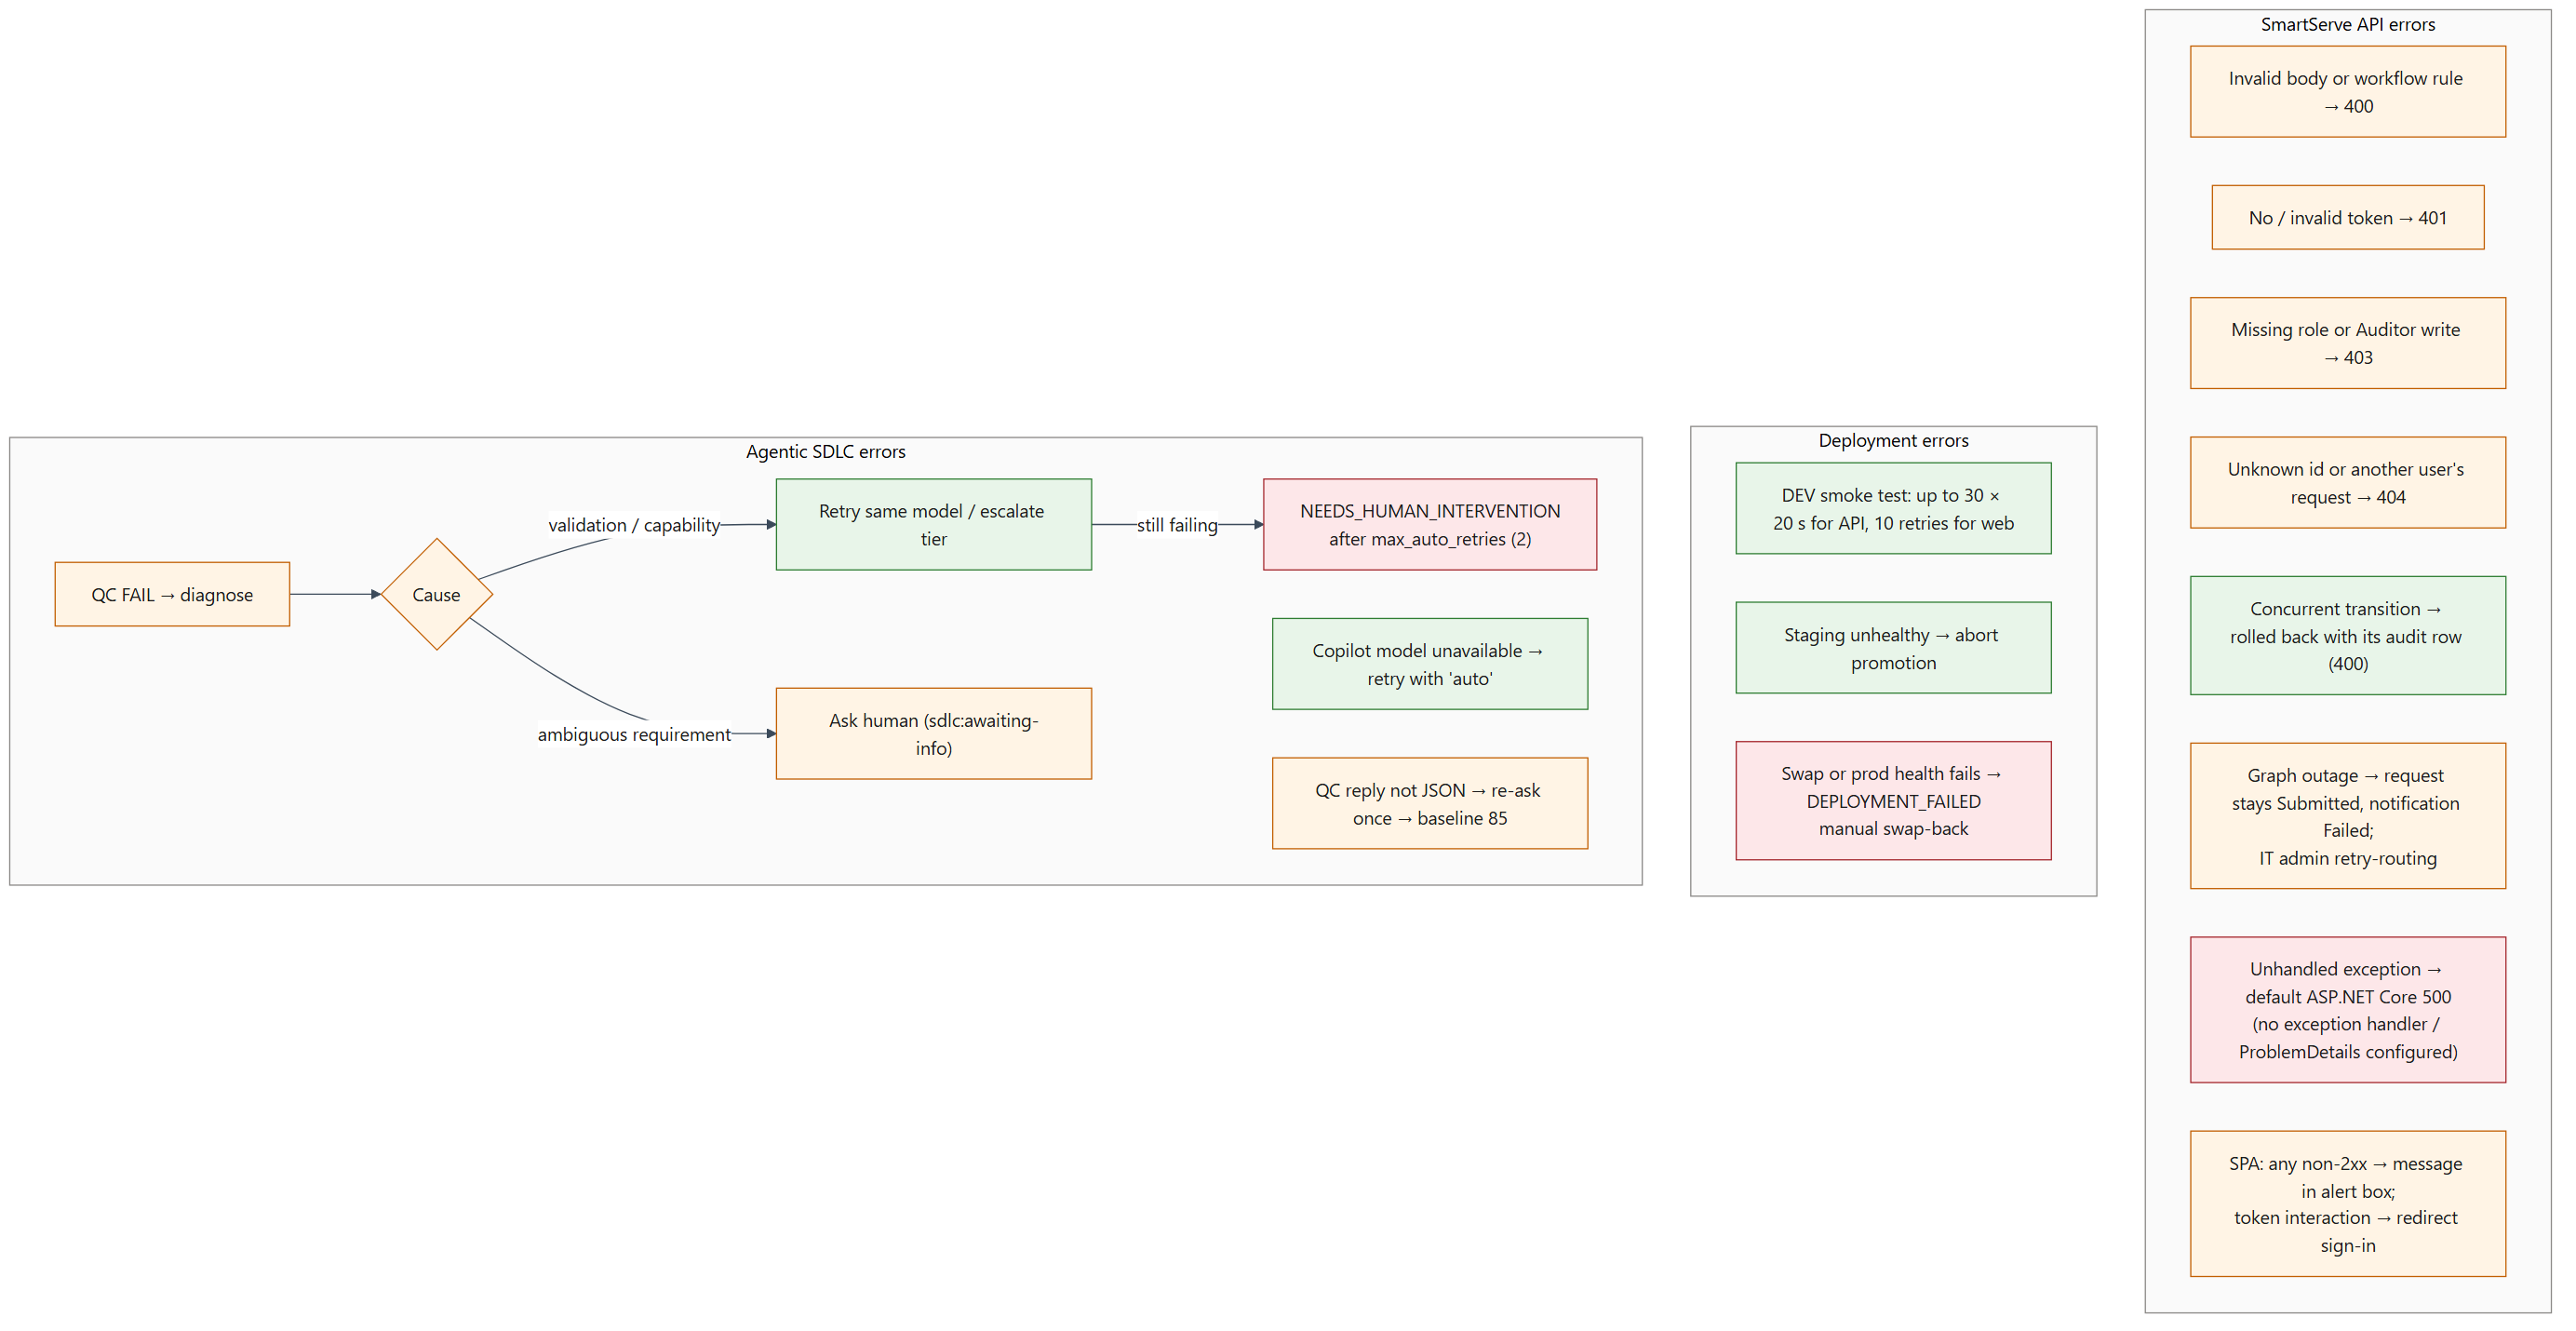 Agentic SDLC errors
QC FAIL → diagnose
Cause
validation / capability
ambiguous requirement
Retry same model / escalate
tier
Ask human (sdlc:awaiting-
info)
still failing
NEEDS_HUMAN_INTERVENTION
after max_auto_retries (2)
Copilot model unavailable →
retry with 'auto'
QC reply not JSON → re-ask
once → baseline 85
Deployment errors
DEV smoke test: up to 30 ×
20 s for API, 10 retries for web
Staging unhealthy → abort
promotion
Swap or prod health fails →
DEPLOYMENT_FAILED
manual swap-back
SmartServe API errors
Invalid body or workflow rule
→ 400
No / invalid token → 401
Missing role or Auditor write
→ 403
Unknown id or another user's
request → 404
Concurrent transition →
rolled back with its audit row
(400)
Graph outage → request
stays Submitted, notification
Failed;
IT admin retry-routing
Unhandled exception →
default ASP.NET Core 500
(no exception handler /
ProblemDetails configured)
SPA: any non-2xx → message
in alert box;
token interaction → redirect
sign-in